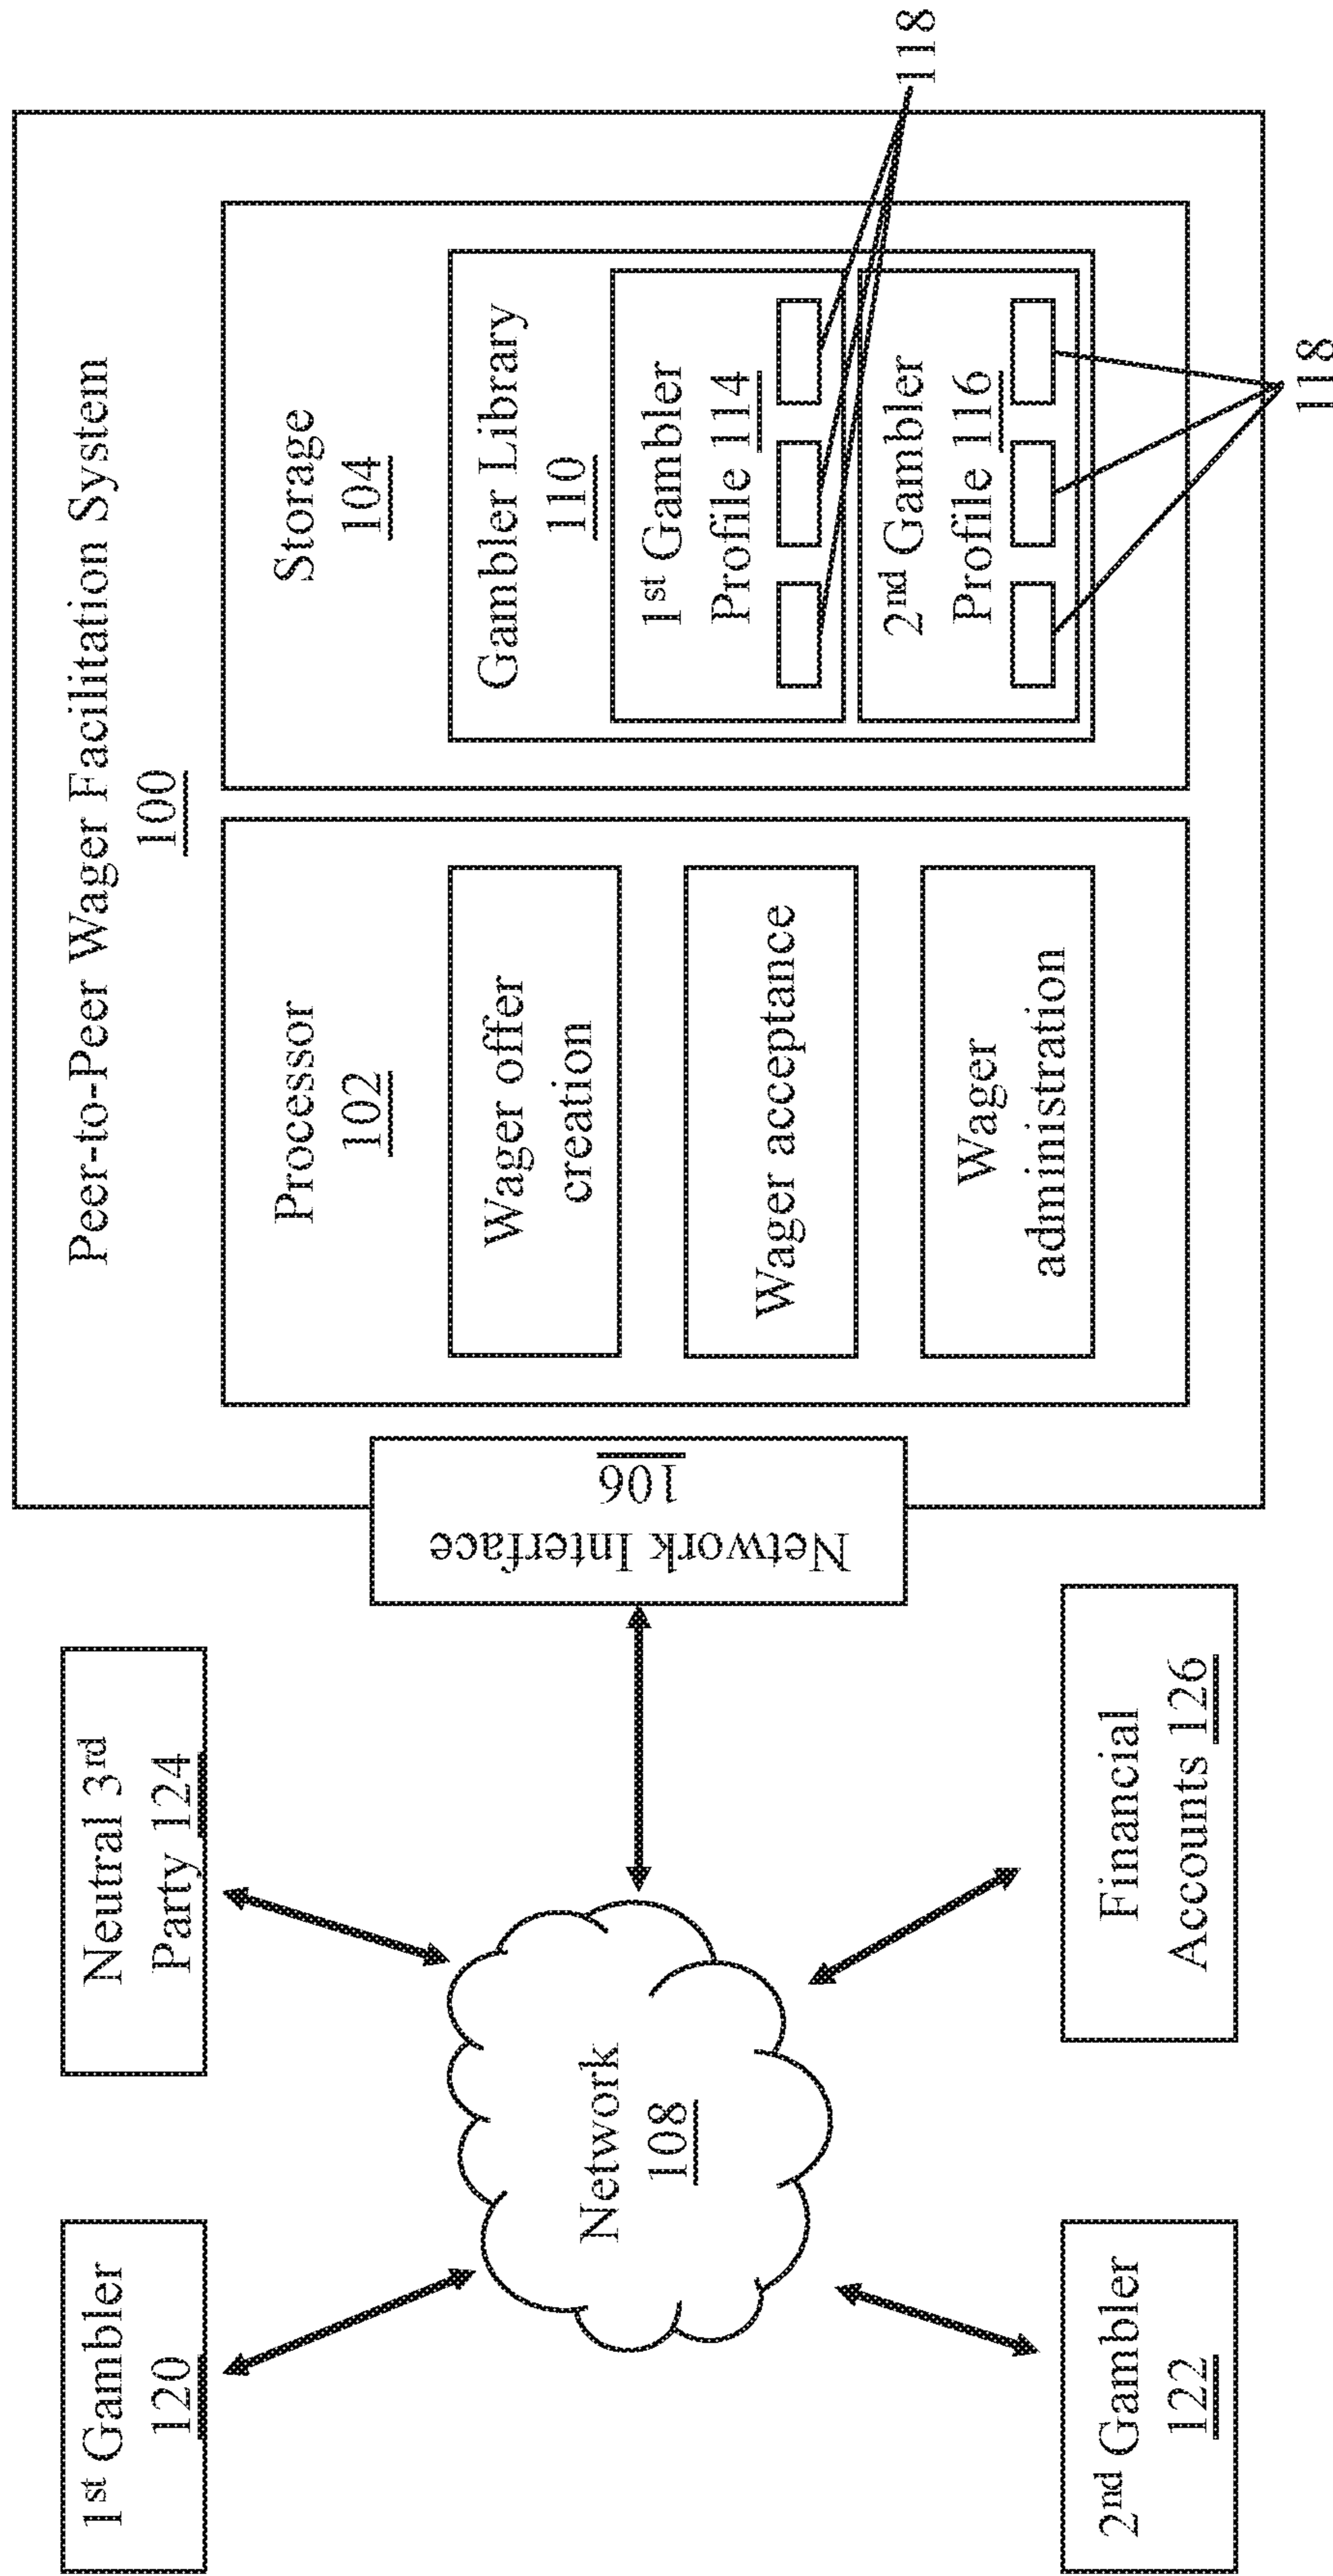 Peer-to-Peer Wager Facilitation System
100
1st Gambler
120
Neutral 3rd
Party 124
Network
108
2nd Gambler
122
Financial
Accounts 126
Network Interface
106
Processor
102
Wager offer
creation
Wager acceptance
Wager
administration
Storage
104
Gambler Library
110
1st Gambler
Profile 114
2nd Gambler
Profile 116
118
118